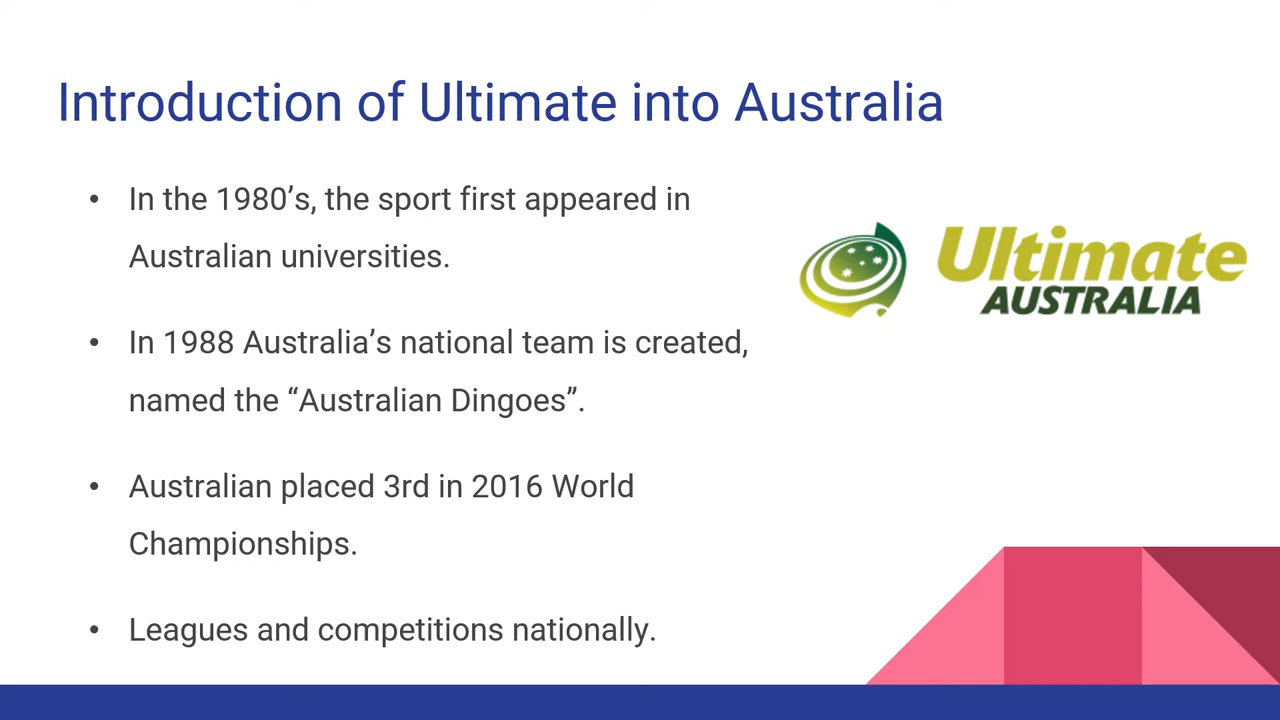 Introduction of Ultimate into Australia
• In the 1980’s, the sport first appeared in
Australian universities.
• In 1988 Australia’s national team is created,
named the “Australian Dingoes”.
• Australian placed 3rd in 2016 World
Championships.
• Leagues and competitions nationally.
Ultimate
AUSTRALIA